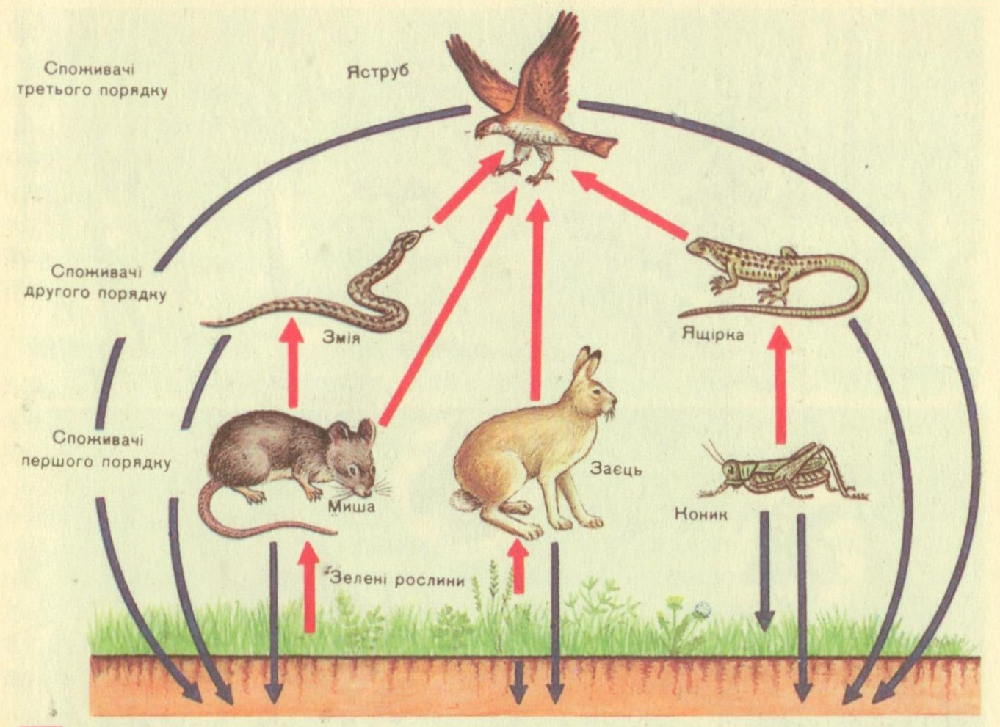 Споживачі
третього порядку
Яструб
Споживачі
другого порядку
Змія
Ящірка
Споживачі
першого порядку
Миша
Заєць
Коник
Зелені рослини